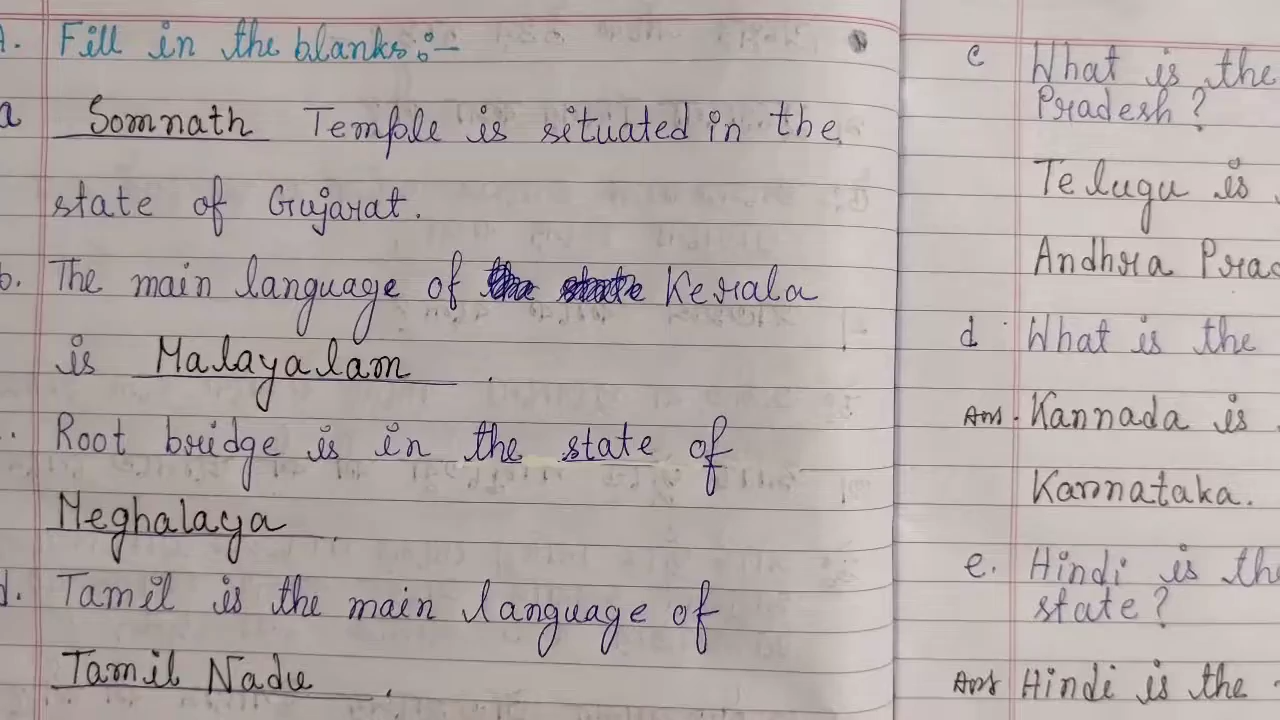 A. Fill in the blanks :-
a Somnath Temple is situated in the
state of Gujarat.
b. The main language of the state Kerala
is Malayalam.
Root bridge is in the state of
Meghalaya.
d. Tamil is the main language of
Tamil Nadu.
c What is the
Pradesh?
Telugu is
Andhra
d What is the
Ans. Kannada is
Karnataka.
e. Hindi is
state?
Ans Hindi is the